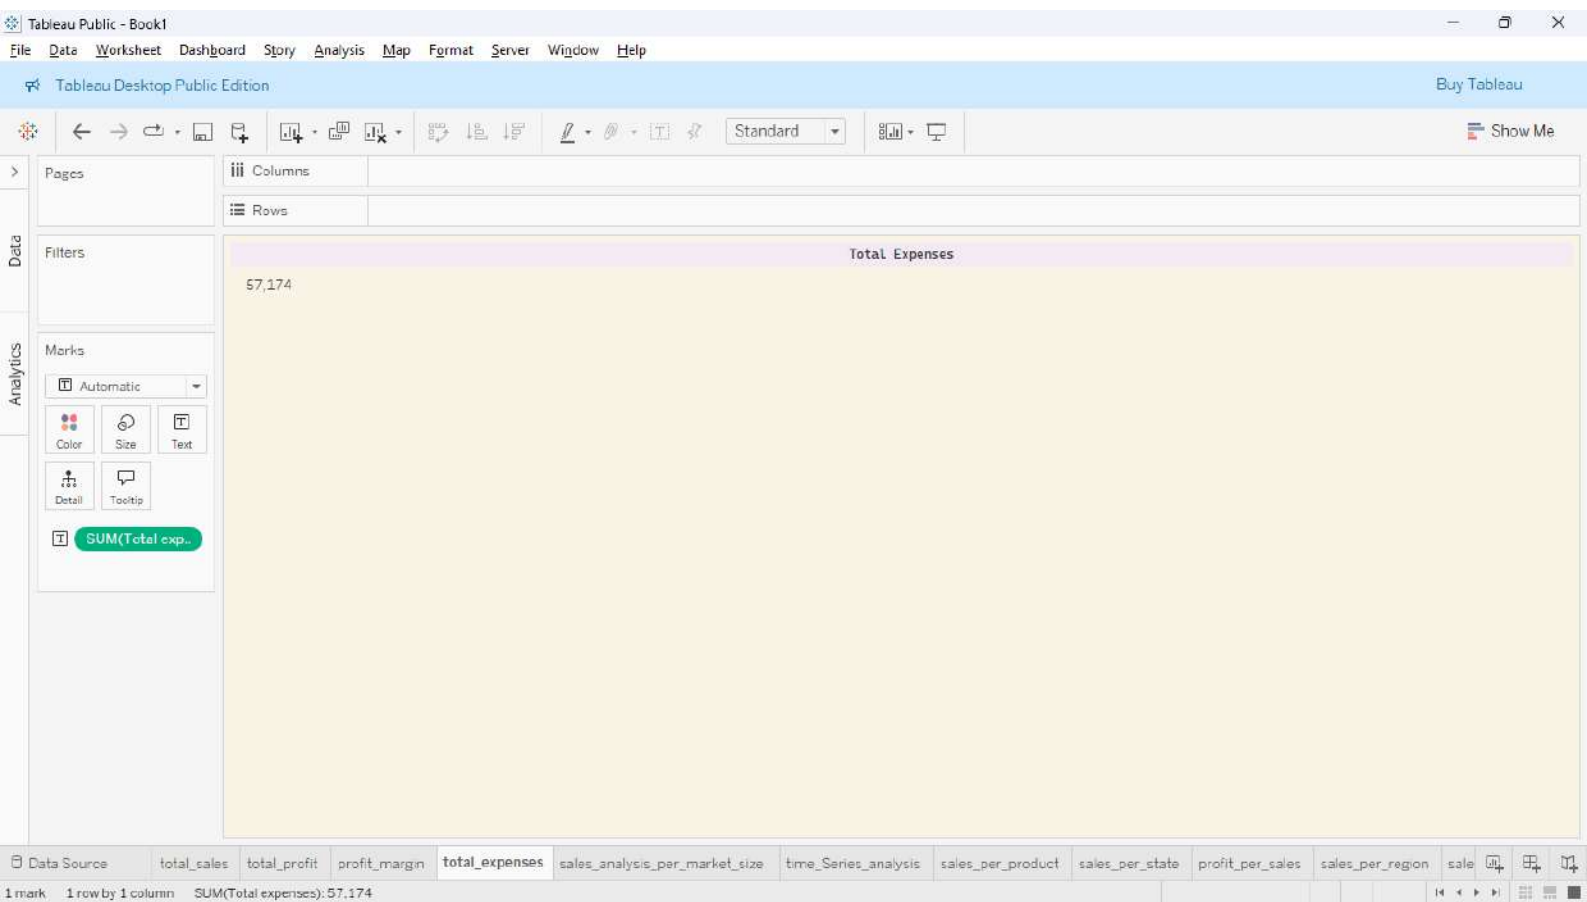 Tableau Public - Book1
File Data Worksheet Dashboard Story Analysis Map Format Server Window Help
Tableau Desktop Public Edition Buy Tableau
Standard Show Me
Pages
Columns
Rows
Data
Filters
Total Expenses
57,174
Analytics
Marks
Automatic
Color Size Text
Detail Tooltip
SUM(Total exp..
Data Source total_sales total_profit profit_margin total_expenses sales_analysis_per_market_size time_Series_analysis sales_per_product sales_per_state profit_per_sales sales_per_region sale
1 mark 1 row by 1 column SUM(Total expenses): 57,174